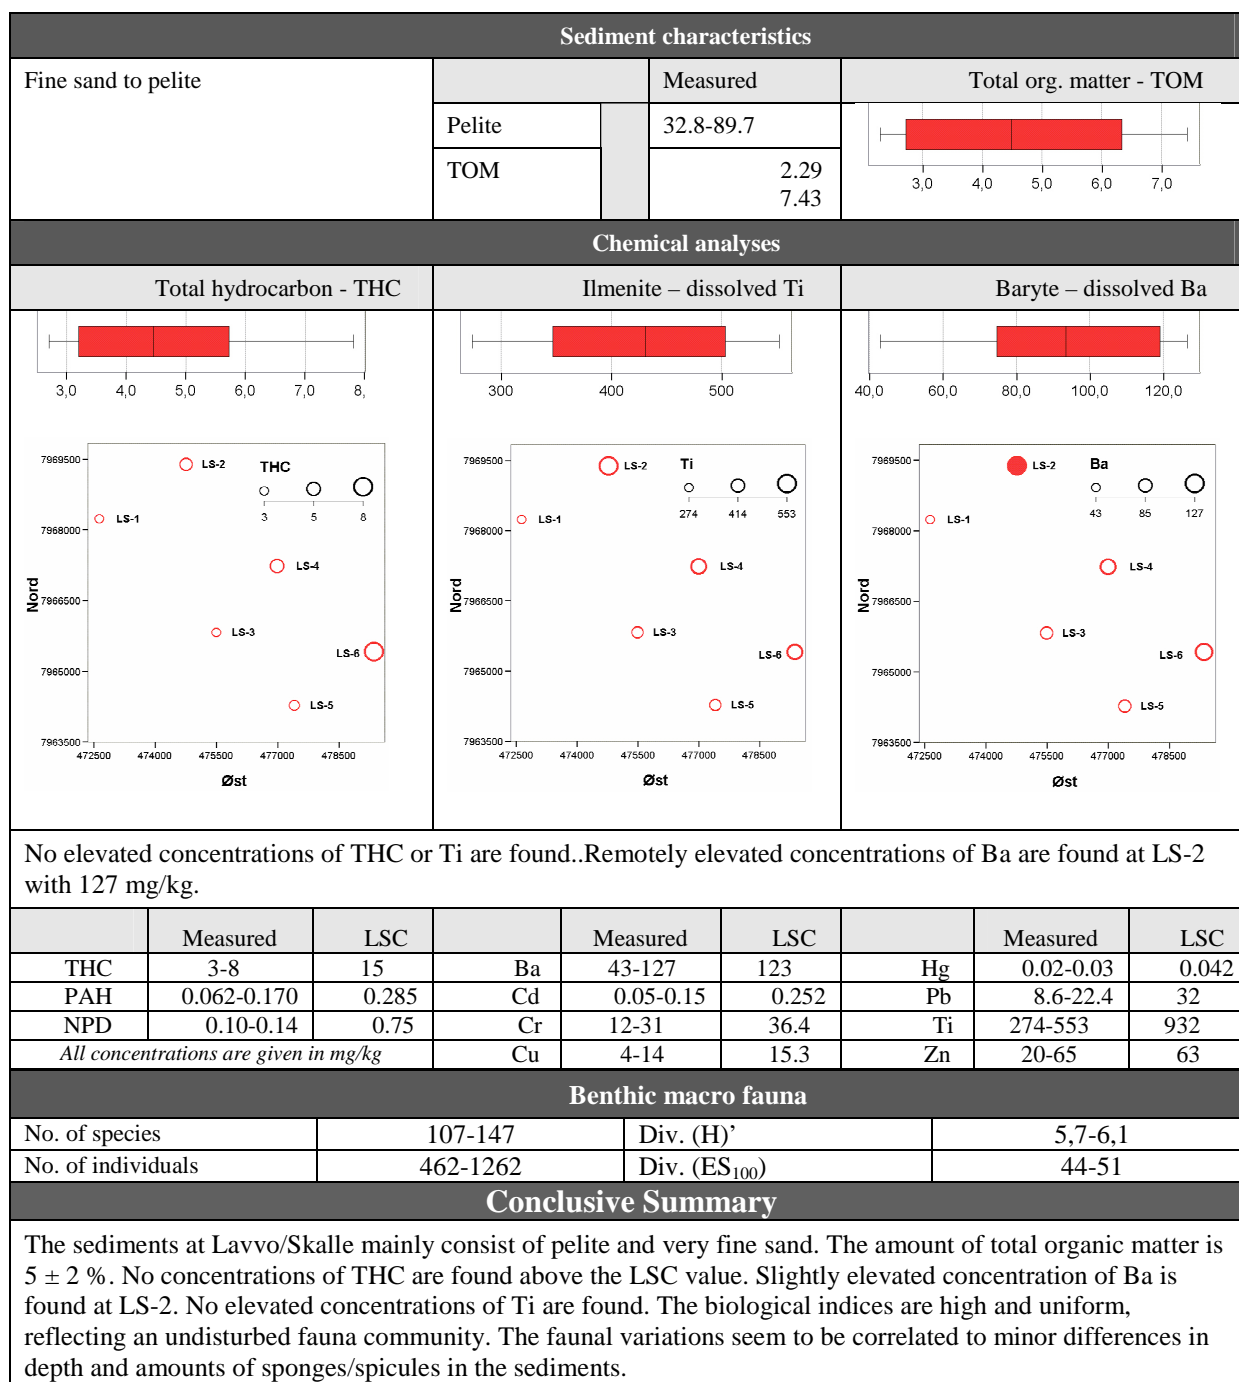 Sediment characteristics
Fine sand to pelite
Measured
Total org. matter - TOM
Pelite
32.8-89.7
TOM
2.29
7.43
3,0 4,0 5,0 6,0 7,0
Chemical analyses
Total hydrocarbon - THC
Ilmenite – dissolved Ti
Baryte – dissolved Ba
3,0 4,0 5,0 6,0 7,0 8,
300 400 500
40,0 60,0 80,0 100,0 120,0
7969500
7968000
7966500
7965000
7963500
Nord
LS-2
THC
3 5 8
LS-1
LS-4
LS-3
LS-6
LS-5
472500 474000 475500 477000 478500
Øst
7969500
7968000
7966500
7965000
7963500
Nord
LS-2
Ti
274 414 553
LS-1
LS-4
LS-3
LS-6
LS-5
472500 474000 475500 477000 478500
Øst
7969500
7968000
7966500
7965000
7963500
Nord
LS-2
Ba
43 85 127
LS-1
LS-4
LS-3
LS-6
LS-5
472500 474000 475500 477000 478500
Øst
No elevated concentrations of THC or Ti are found..Remotely elevated concentrations of Ba are found at LS-2
with 127 mg/kg.
Measured LSC Measured LSC Measured LSC
THC 3-8 15 Ba 43-127 123 Hg 0.02-0.03 0.042
PAH 0.062-0.170 0.285 Cd 0.05-0.15 0.252 Pb 8.6-22.4 32
NPD 0.10-0.14 0.75 Cr 12-31 36.4 Ti 274-553 932
All concentrations are given in mg/kg Cu 4-14 15.3 Zn 20-65 63
Benthic macro fauna
No. of species 107-147 Div. (H)’ 5,7-6,1
No. of individuals 462-1262 Div. (ES100) 44-51
Conclusive Summary
The sediments at Lavvo/Skalle mainly consist of pelite and very fine sand. The amount of total organic matter is
5 ± 2 %. No concentrations of THC are found above the LSC value. Slightly elevated concentration of Ba is
found at LS-2. No elevated concentrations of Ti are found. The biological indices are high and uniform,
reflecting an undisturbed fauna community. The faunal variations seem to be correlated to minor differences in
depth and amounts of sponges/spicules in the sediments.